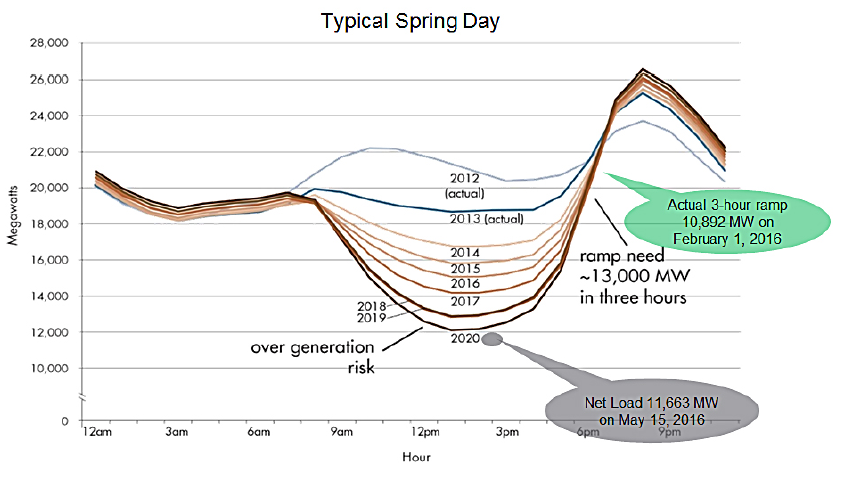 Typical Spring Day
28,000
26,000
24,000
22,000
20,000
18,000
16,000
14,000
12,000
10,000
0
Megawatts
2012
(actual)
2013 (actual)
2014
2015
2016
2017
2018
2019
2020
over generation
risk
ramp need
~13,000 MW
in three hours
Actual 3-hour ramp
10,892 MW on
February 1, 2016
Net Load 11,663 MW
on May 15, 2016
12am
3am
6am
9am
12pm
3pm
6pm
9pm
Hour